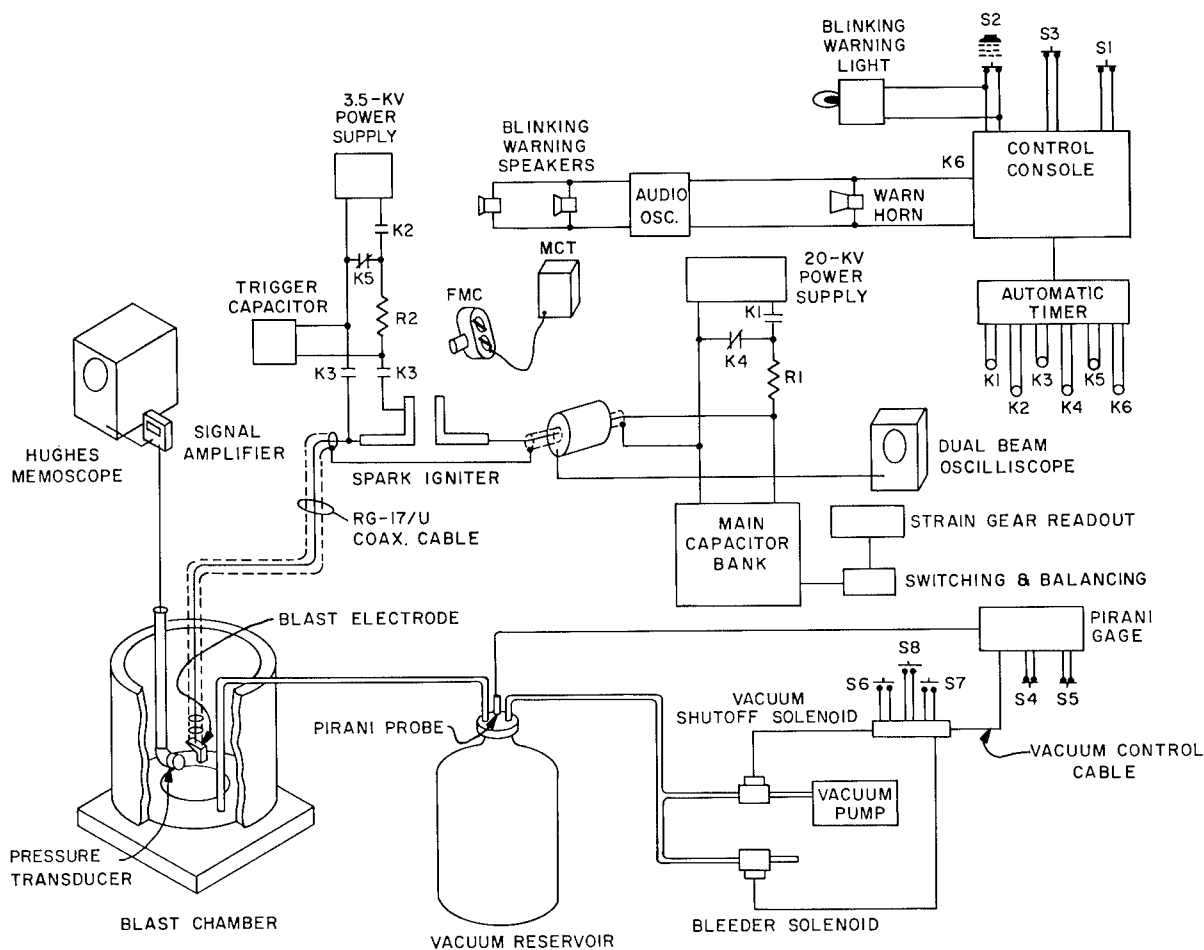 BLINKING
WARNING
LIGHT
S2
S3
S1
3.5-KV
POWER
SUPPLY
BLINKING
WARNING
SPEAKERS
K6
CONTROL
CONSOLE
AUDIO
OSC.
WARN
HORN
K2
K5
MCT
20-KV
POWER
SUPPLY
TRIGGER
CAPACITOR
FMC
K1
AUTOMATIC
TIMER
R2
K4
K3
K3
R1
K1
K2
K3
K4
K5
K6
SIGNAL
AMPLIFIER
HUGHES
MEMOSCOPE
SPARK IGNITER
DUAL BEAM
OSCILLISCOPE
RG-17/U
COAX. CABLE
MAIN
CAPACITOR
BANK
STRAIN GEAR READOUT
SWITCHING & BALANCING
BLAST ELECTRODE
PIRANI
GAGE
S8
S6
S7
S4
S5
VACUUM
SHUTOFF SOLENOID
PIRANI PROBE
VACUUM CONTROL
CABLE
VACUUM
PUMP
PRESSURE
TRANSDUCER
BLAST CHAMBER
VACUUM RESERVOIR
BLEEDER SOLENOID